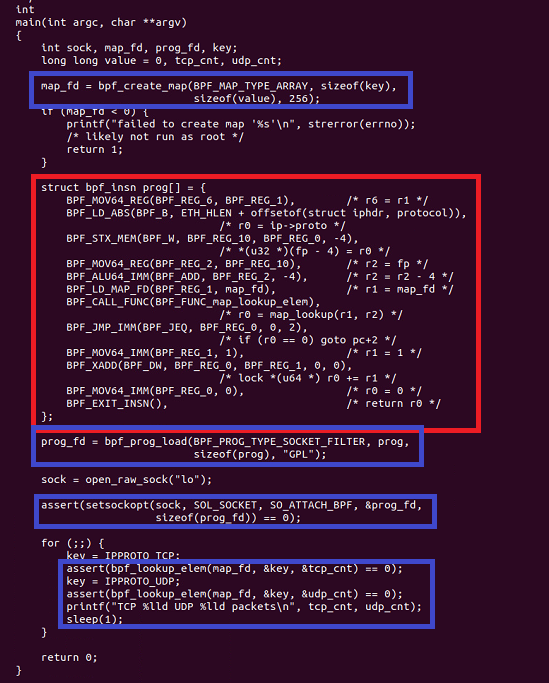 int
main(int argc, char **argv)
{
    int sock, map_fd, prog_fd, key;
    long long value = 0, tcp_cnt, udp_cnt;

    map_fd = bpf_create_map(BPF_MAP_TYPE_ARRAY, sizeof(key),
                            sizeof(value), 256);
    if (map_fd < 0) {
        printf("failed to create map '%s'\n", strerror(errno));
        /* likely not run as root */
        return 1;
    }

    struct bpf_insn prog[] = {
        BPF_MOV64_REG(BPF_REG_6, BPF_REG_1),        /* r6 = r1 */
        BPF_LD_ABS(BPF_B, ETH_HLEN + offsetof(struct iphdr, protocol)),
                                /* r0 = ip->proto */
        BPF_STX_MEM(BPF_W, BPF_REG_10, BPF_REG_0, -4),
                                /* *(u32 *)(fp - 4) = r0 */
        BPF_MOV64_REG(BPF_REG_2, BPF_REG_10),       /* r2 = fp */
        BPF_ALU64_IMM(BPF_ADD, BPF_REG_2, -4),      /* r2 = r2 - 4 */
        BPF_LD_MAP_FD(BPF_REG_1, map_fd),           /* r1 = map_fd */
        BPF_CALL_FUNC(BPF_FUNC_map_lookup_elem),
                                /* r0 = map_lookup(r1, r2) */
        BPF_JMP_IMM(BPF_JEQ, BPF_REG_0, 0, 2),
                                /* if (r0 == 0) goto pc+2 */
        BPF_MOV64_IMM(BPF_REG_1, 1),                /* r1 = 1 */
        BPF_XADD(BPF_DW, BPF_REG_0, BPF_REG_1, 0, 0),
                                /* lock *(u64 *) r0 += r1 */
        BPF_MOV64_IMM(BPF_REG_0, 0),                /* r0 = 0 */
        BPF_EXIT_INSN(),                            /* return r0 */
    };

    prog_fd = bpf_prog_load(BPF_PROG_TYPE_SOCKET_FILTER, prog,
                            sizeof(prog), "GPL");

    sock = open_raw_sock("lo");

    assert(setsockopt(sock, SOL_SOCKET, SO_ATTACH_BPF, &prog_fd,
                      sizeof(prog_fd)) == 0);

    for (;;) {
        key = IPPROTO_TCP;
        assert(bpf_lookup_elem(map_fd, &key, &tcp_cnt) == 0);
        key = IPPROTO_UDP;
        assert(bpf_lookup_elem(map_fd, &key, &udp_cnt) == 0);
        printf("TCP %lld UDP %lld packets\n", tcp_cnt, udp_cnt);
        sleep(1);
    }

    return 0;
}